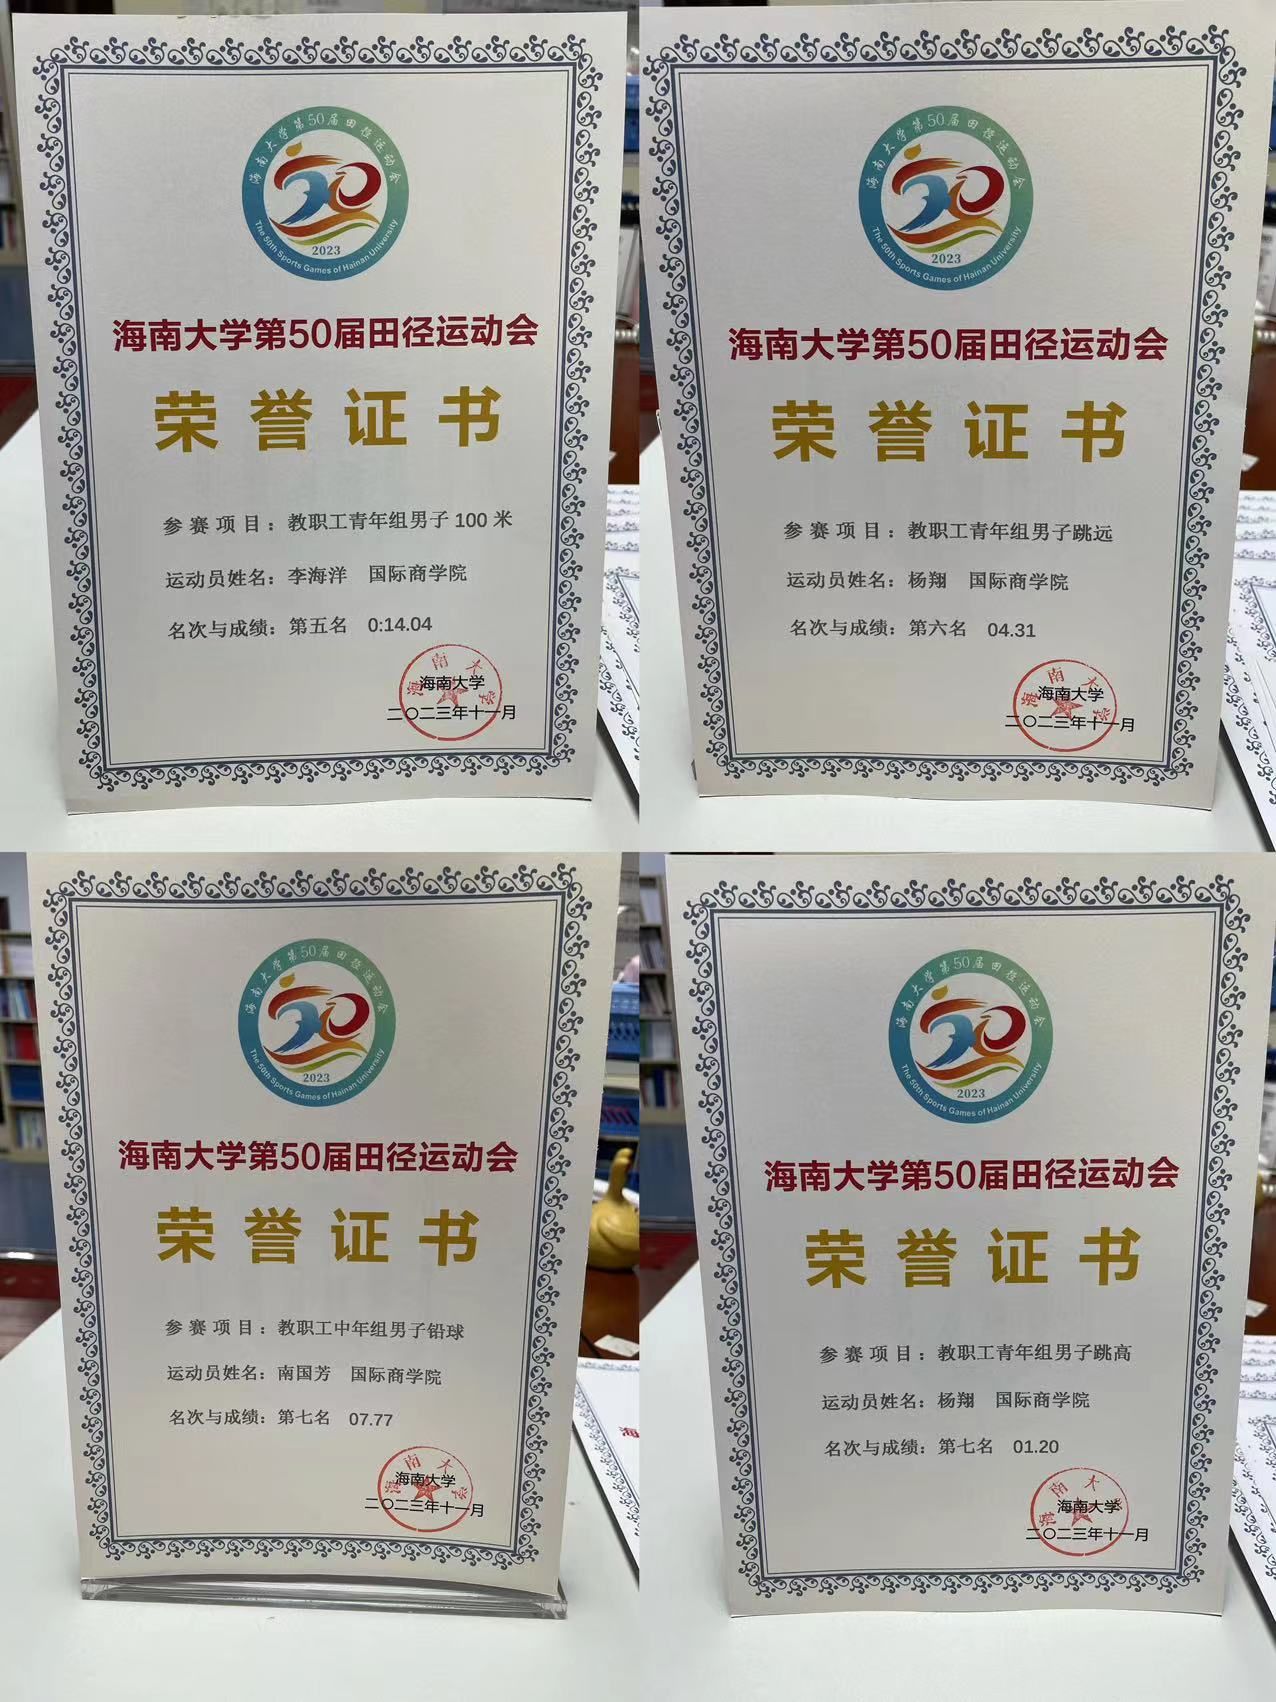 海南大学第50届田径运动会
The 50th Sports Games of Hainan University
2023
海南大学第50届田径运动会
荣誉证书
参赛项目：教职工青年组男子100米
运动员姓名：李海洋 国际商学院
名次与成绩：第五名 0:14.04
海南大学
海南大学
二〇二三年十一月
海南大学第50届田径运动会
The 50th Sports Games of Hainan University
2023
海南大学第50届田径运动会
荣誉证书
参赛项目：教职工青年组男子跳远
运动员姓名：杨翔 国际商学院
名次与成绩：第六名 04.31
海南大学
海南大学
二〇二三年十一月
海南大学第50届田径运动会
The 50th Sports Games of Hainan University
2023
海南大学第50届田径运动会
荣誉证书
参赛项目：教职工中年组男子铅球
运动员姓名：南国芳 国际商学院
名次与成绩：第七名 07.77
海南大学
海南大学
二〇二三年十一月
海
海南大学第50届田径运动会
The 50th Sports Games of Hainan University
2023
海南大学第50届田径运动会
荣誉证书
参赛项目：教职工青年组男子跳高
运动员姓名：杨翔 国际商学院
名次与成绩：第七名 01.20
海南大学
海南大学
二〇二三年十一月